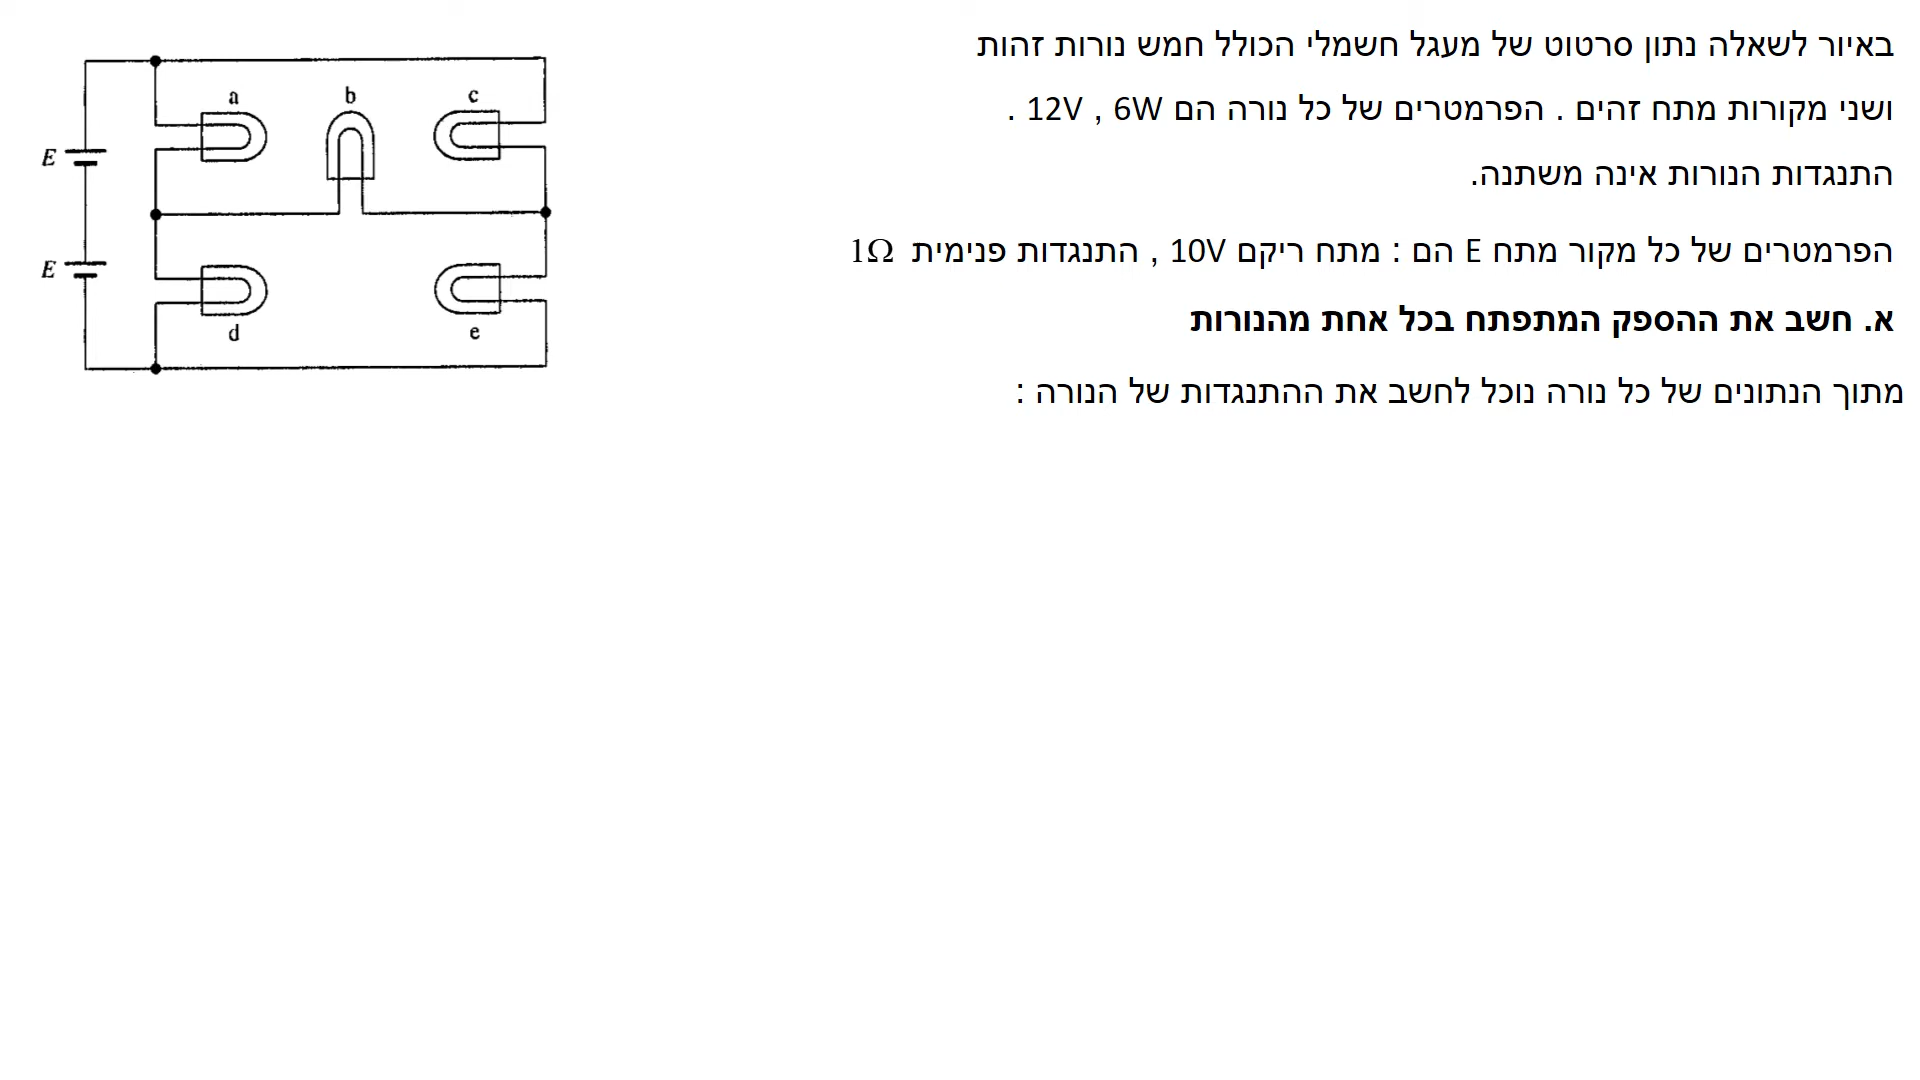 באיור לשאלה נתון סרטוט של מעגל חשמלי הכולל חמש נורות זהות
ושני מקורות מתח זהים . הפרמטרים של כל נורה הם 12V , 6W .
התנגדות הנורות אינה משתנה.
הפרמטרים של כל מקור מתח E הם : מתח ריקם 10V , התנגדות פנימית 1Ω
א. חשב את ההספק המתפתח בכל אחת מהנורות
מתוך הנתונים של כל נורה נוכל לחשב את ההתנגדות של הנורה :
a b c
E
E
d e